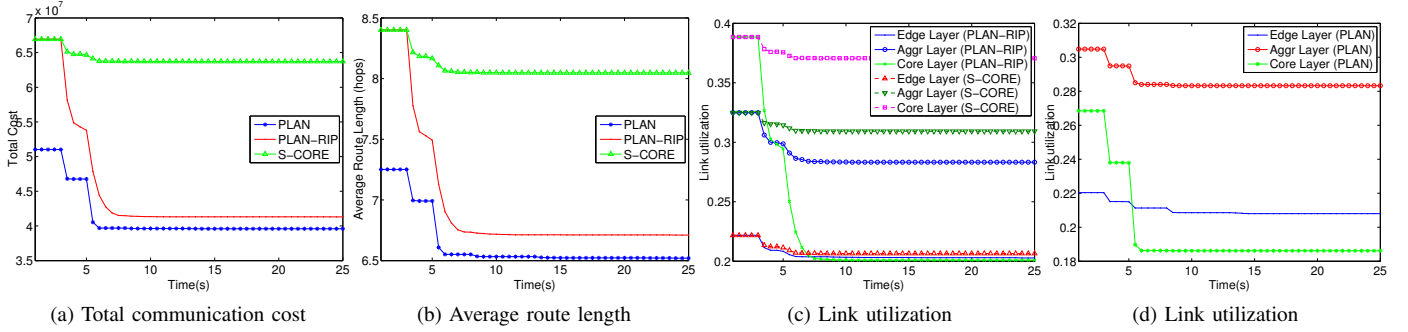 x 10^7
7
6.5
6
5.5
5
4.5
4
3.5
Total Cost
PLAN
PLAN−RIP
S−CORE
5 10 15 20 25
Time(s)
(a) Total communication cost
8.5
8
7.5
7
6.5
Average Route Length (hops)
PLAN
PLAN−RIP
S−CORE
5 10 15 20 25
Time(s)
(b) Average route length
0.4
0.35
0.3
0.25
0.2
Link utilization
Edge Layer (PLAN−RIP)
Aggr Layer (PLAN−RIP)
Core Layer (PLAN−RIP)
Edge Layer (S−CORE)
Aggr Layer (S−CORE)
Core Layer (S−CORE)
5 10 15 20 25
Time(s)
(c) Link utilization
0.32
0.3
0.28
0.26
0.24
0.22
0.2
0.18
Link utilization
Edge Layer (PLAN)
Aggr Layer (PLAN)
Core Layer (PLAN)
5 10 15 20 25
Time(s)
(d) Link utilization